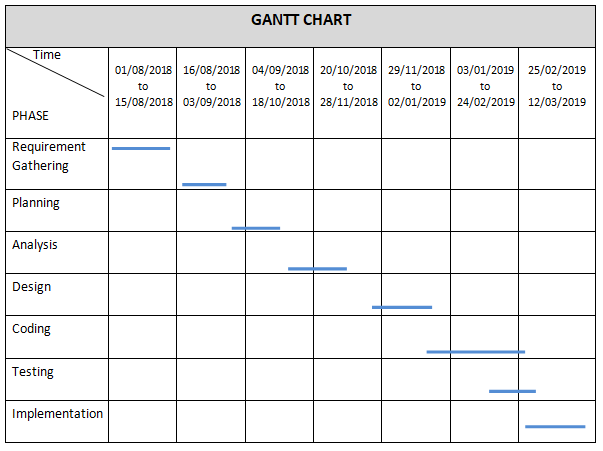 GANTT CHART
Time
PHASE
01/08/2018
to
15/08/2018
16/08/2018
to
03/09/2018
04/09/2018
to
18/10/2018
20/10/2018
to
28/11/2018
29/11/2018
to
02/01/2019
03/01/2019
to
24/02/2019
25/02/2019
to
12/03/2019
Requirement
Gathering
Planning
Analysis
Design
Coding
Testing
Implementation